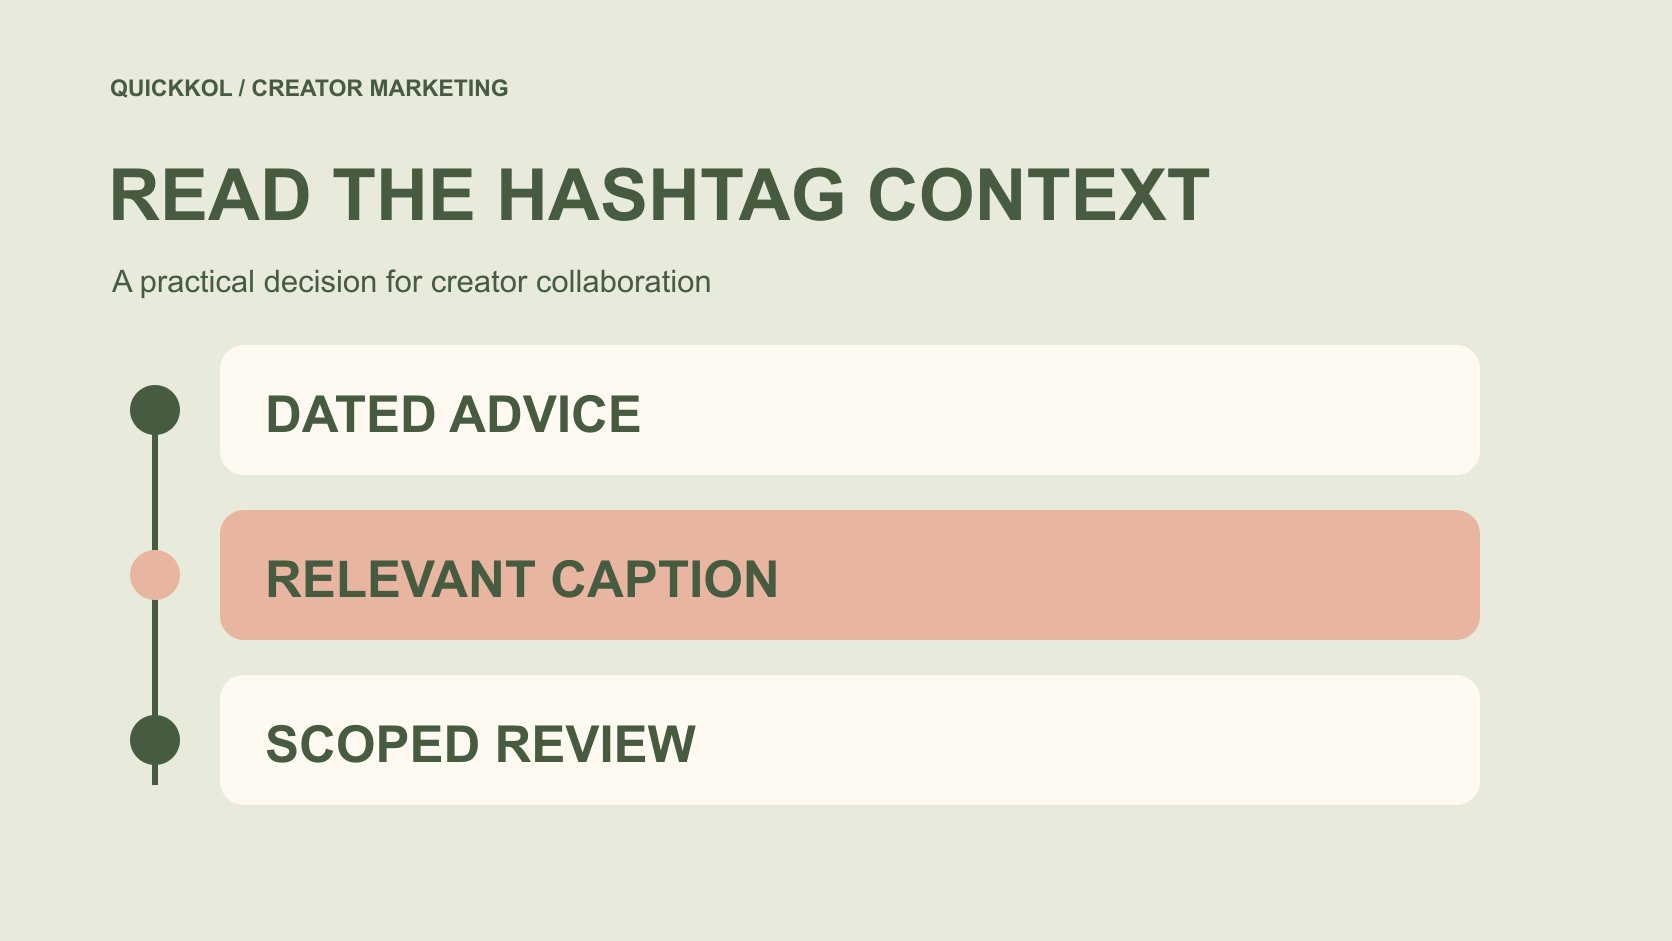 QUICKKOL / CREATOR MARKETING
READ THE HASHTAG CONTEXT
A practical decision for creator collaboration
DATED ADVICE
RELEVANT CAPTION
SCOPED REVIEW